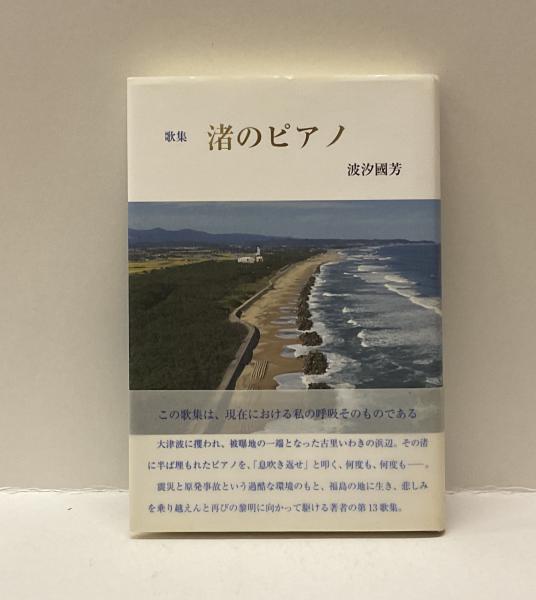 歌集 渚のピアノ
波汐國芳
この歌集は、現在における私の呼吸そのものである
大津波に攫われ、被曝地の一端となった古里いわきの浜辺。その渚
に半ば埋もれたピアノを、「息吹き返せ」と叩く、何度も、何度も――。
震災と原発事故という過酷な環境のもと、福島の地に生き、悲しみ
を乗り越えんと再びの黎明に向かって駆ける著者の第13歌集。